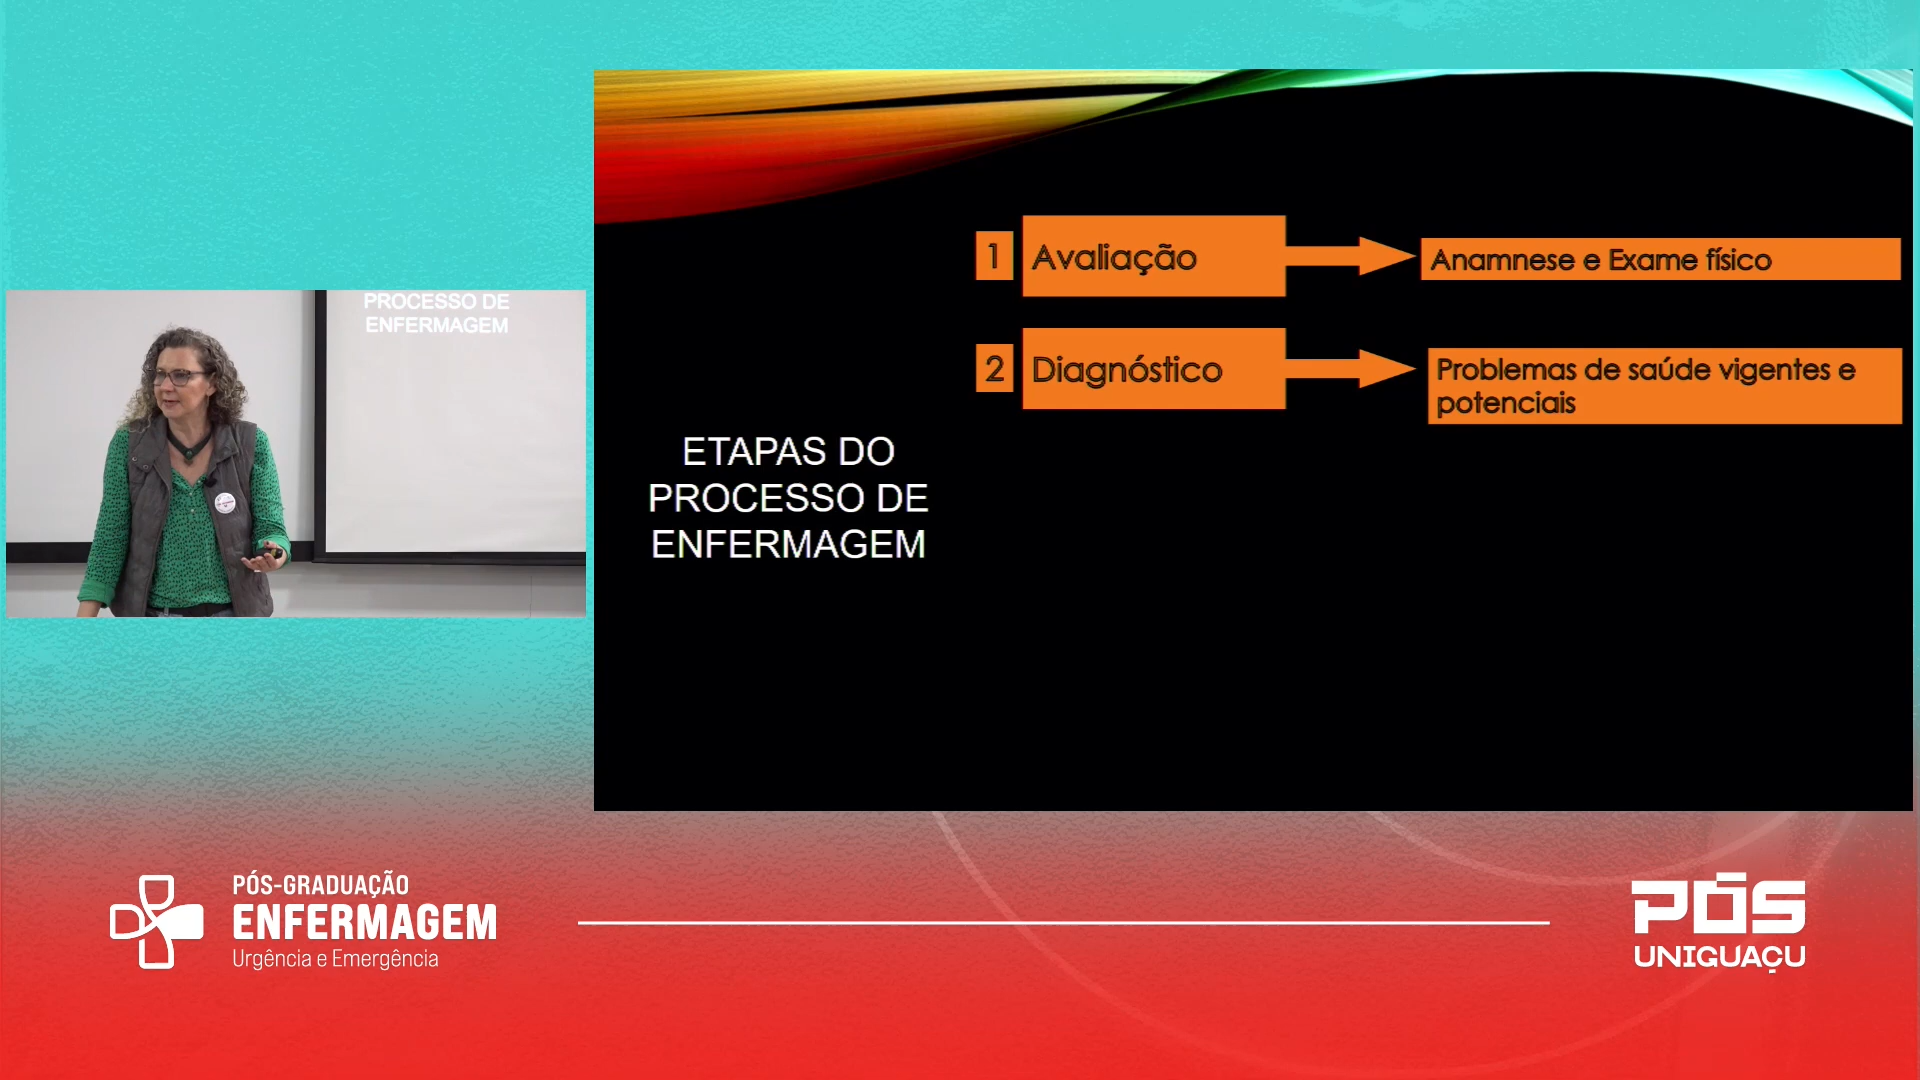 PROCESSO DE
ENFERMAGEM
ETAPAS DO
PROCESSO DE
ENFERMAGEM
1 Avaliação
Anamnese e Exame físico
2 Diagnóstico
Problemas de saúde vigentes e
potenciais
PÓS-GRADUAÇÃO
ENFERMAGEM
Urgência e Emergência
PÓS
UNIGUAÇU